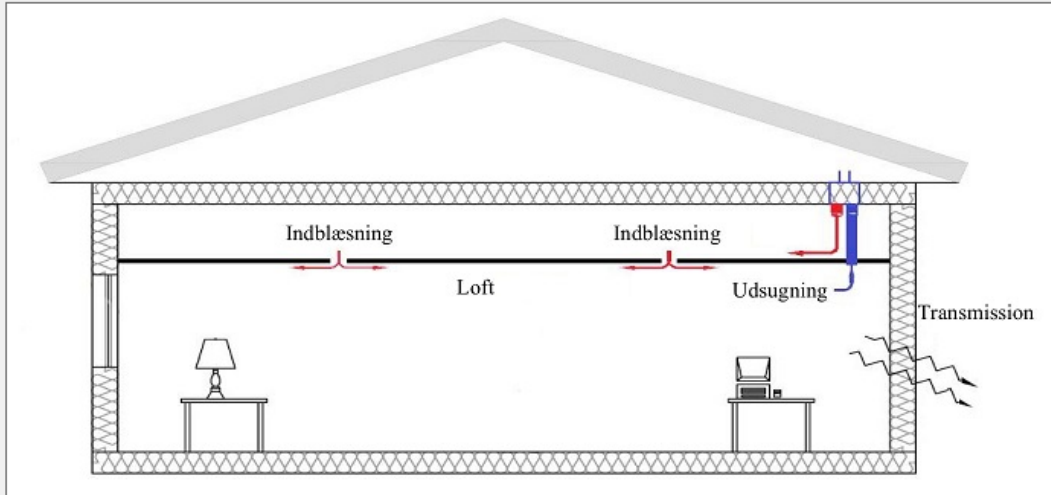 Indblæsning
Indblæsning
Loft
Udsugning
Transmission